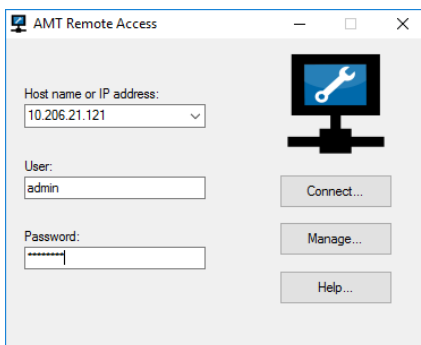 AMT Remote Access
Host name or IP address:
10.206.21.121
User:
admin
Connect...
Password:
Manage...
********
Help...